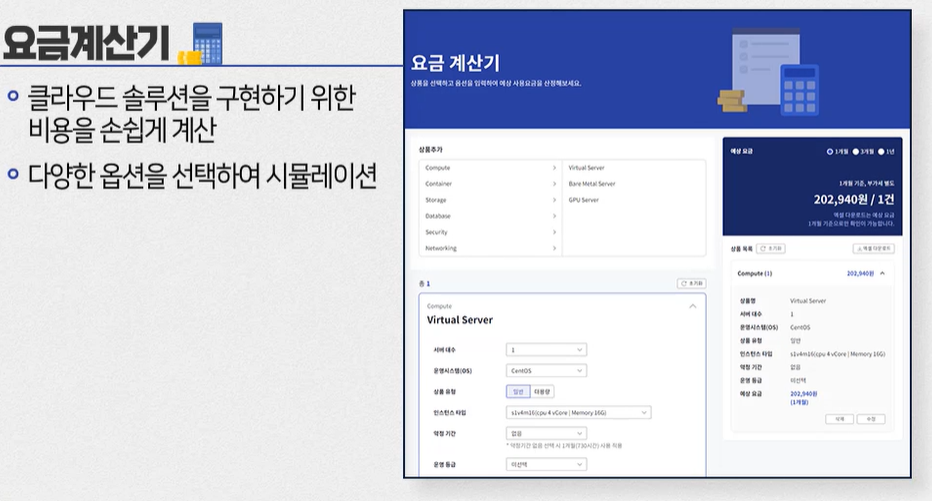 요금계산기
클라우드 솔루션을 구현하기 위한
비용을 손쉽게 계산
다양한 옵션을 선택하여 시뮬레이션
요금 계산기
상품을 선택하고 옵션을 입력하여 예상 사용요금을 산정해보세요.
상품추가
Compute
Container
Storage
Database
Security
Networking
Virtual Server
Bare Metal Server
GPU Server
총 1
초기화
Compute
Virtual Server
서버 대수 1
운영시스템(OS) CentOS
상품 유형 일반 대용량
인스턴스 타입 s1v4m16(cpu 4 vCore | Memory 16G)
약정 기간 없음
* 약정기간 없음 선택 시 1개월(730시간) 사용 적용
운영 등급 미선택
예상 요금 1개월 3개월 1년
1개월 기준, 부가세 별도
202,940원 / 1건
엑셀 다운로드는 예상 요금
1개월 기준으로만 확인이 가능합니다.
상품 목록 초기화 엑셀 다운로드
Compute (1) 202,940원
상품명 Virtual Server
서버 대수 1
운영시스템(OS) CentOS
상품 유형 일반
인스턴스 타입 s1v4m16(cpu 4 vCore | Memory 16G)
약정 기간 없음
운영 등급 미선택
예상 요금 202,940원
(1개월)
삭제 수정